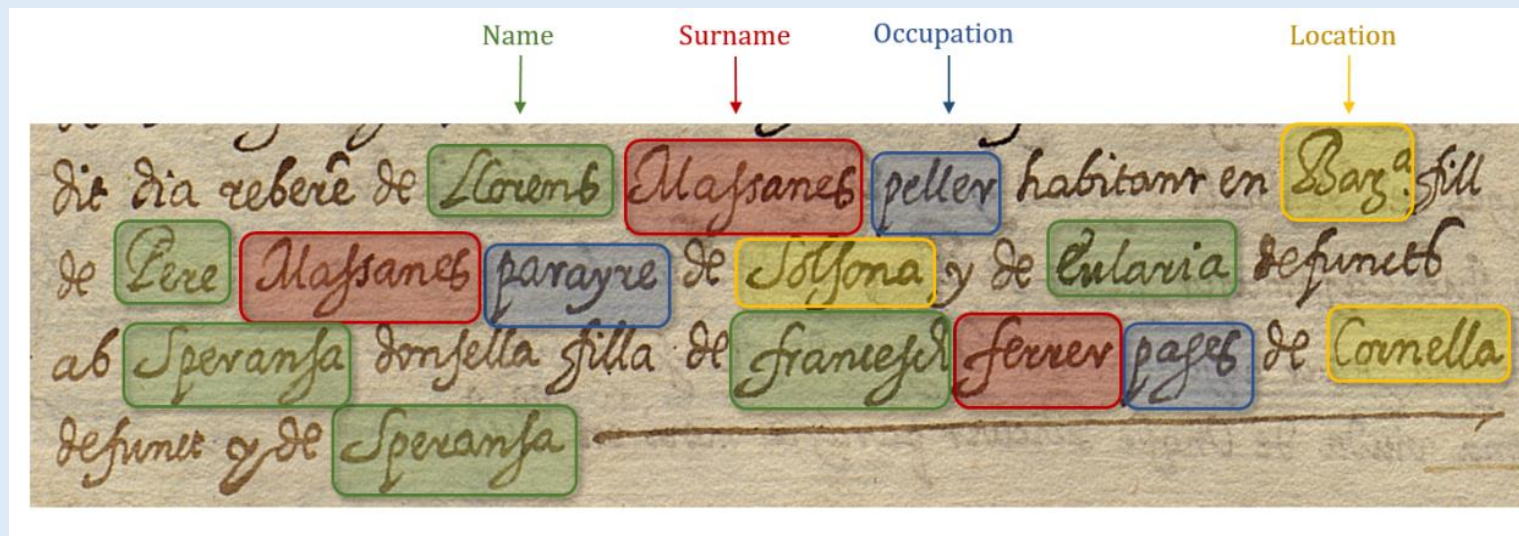 Name Surname Occupation Location
dit dia rebere de Llorens Massanes peller habitant en Barᵃ fill
de Pere Massanes parayre de Solsona y de Eularia defuncts
ab Speransa donsella filla de francesch ferrer pages de Cornella
defunct y de Speransa